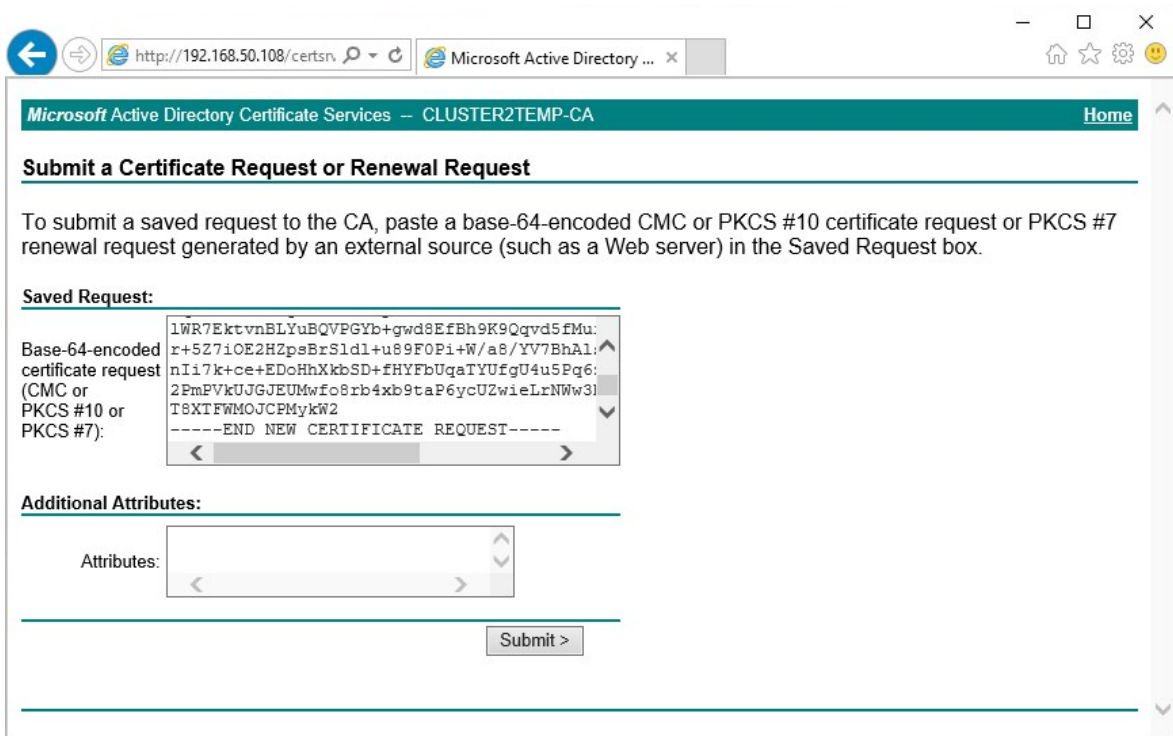 http://192.168.50.108/certsr
Microsoft Active Directory ...
Microsoft Active Directory Certificate Services -- CLUSTER2TEMP-CA
Home
Submit a Certificate Request or Renewal Request
To submit a saved request to the CA, paste a base-64-encoded CMC or PKCS #10 certificate request or PKCS #7
renewal request generated by an external source (such as a Web server) in the Saved Request box.
Saved Request:
Base-64-encoded
certificate request
(CMC or
PKCS #10 or
PKCS #7):
lWR7EktvnBLYuBQVPGYb+gwd8EfBh9K9Qqvd5fMu
r+5Z7iOE2HZpsBrSldl+u89F0Pi+W/a8/YV7BhAl
nIi7k+ce+EDoHhXkbSD+fHYFbUqaTYUfgU4u5Pq6
2PmPVkUJGJEUMwfo8rb4xb9taP6ycUZwieLrNWw3
T8XTFWMOJCPMykW2
-----END NEW CERTIFICATE REQUEST-----
Additional Attributes:
Attributes:
Submit >